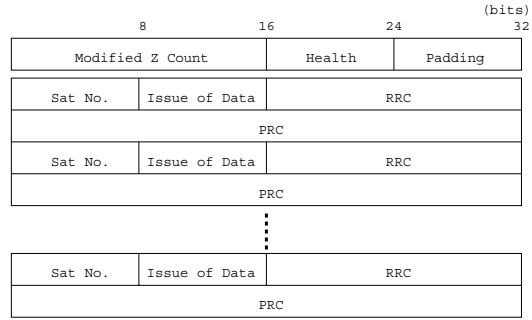 (bits)
8 16 24 32
Modified Z Count Health Padding
Sat No. Issue of Data RRC
PRC
Sat No. Issue of Data RRC
PRC
Sat No. Issue of Data RRC
PRC